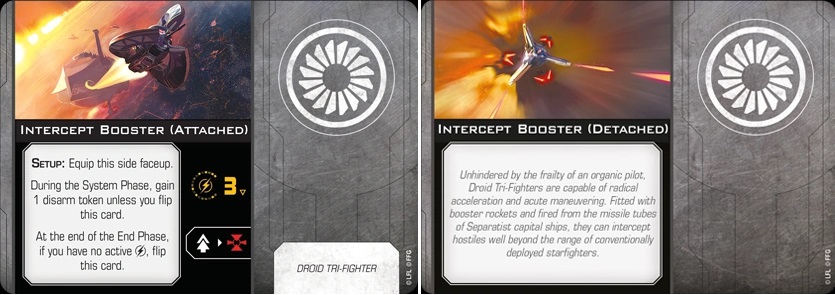 INTERCEPT BOOSTER (ATTACHED)
SETUP: Equip this side faceup.
During the System Phase, gain
1 disarm token unless you flip
this card.
At the end of the End Phase,
if you have no active , flip
this card.
3
DROID TRI-FIGHTER
© LFL © FFG
INTERCEPT BOOSTER (DETACHED)
Unhindered by the frailty of an organic pilot,
Droid Tri-Fighters are capable of radical
acceleration and acute maneuvering. Fitted with
booster rockets and fired from the missile tubes
of Separatist capital ships, they can intercept
hostiles well beyond the range of conventionally
deployed starfighters.
© LFL © FFG